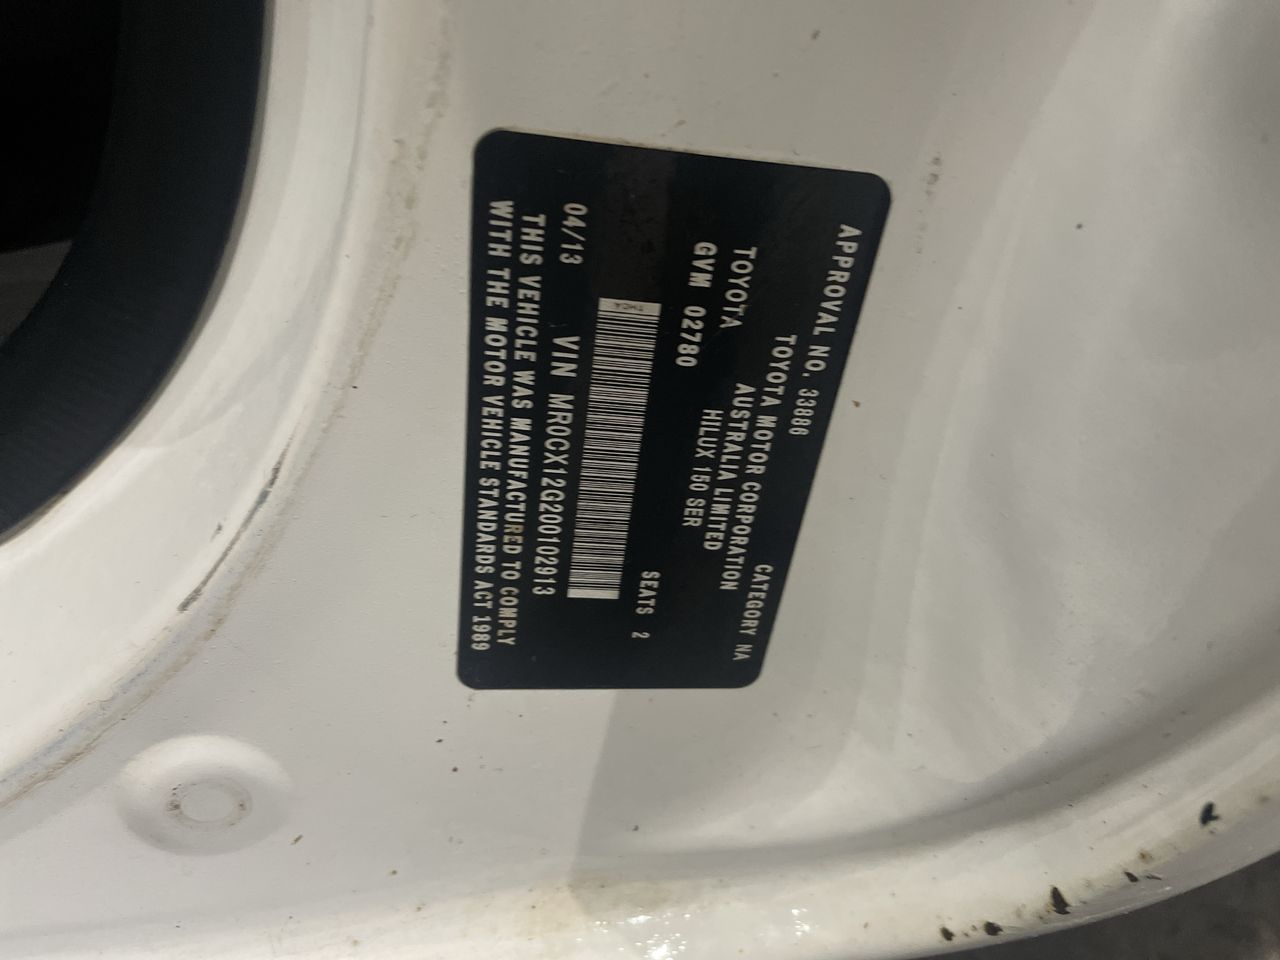 APPROVAL NO. 33886 CATEGORY NA
TOYOTA MOTOR CORPORATION
TOYOTA AUSTRALIA LIMITED
HILUX 150 SER
GVM 02780 SEATS 2
04/13 VIN MR0CX12G200102913
THIS VEHICLE WAS MANUFACTURED TO COMPLY
WITH THE MOTOR VEHICLE STANDARDS ACT 1989